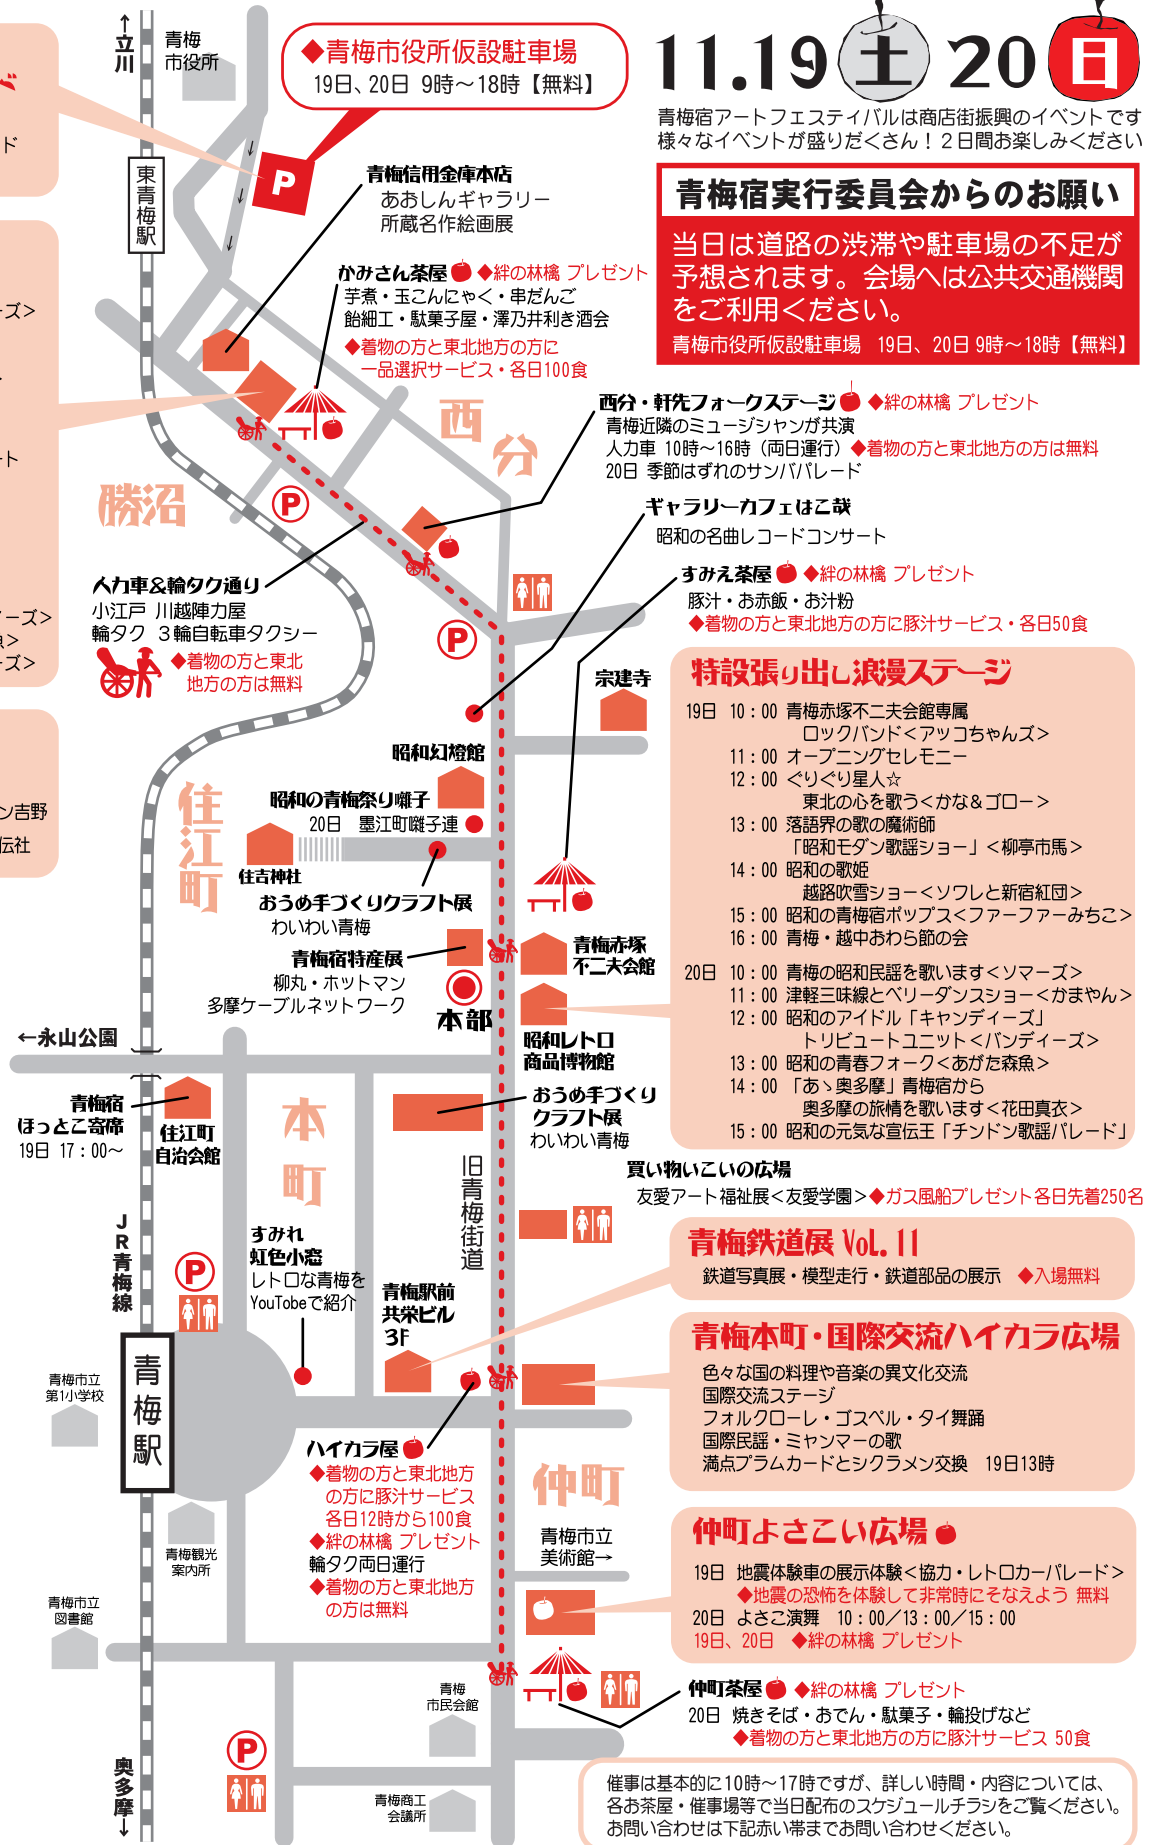 11.19土 20日
青梅宿アートフェスティバルは商店街振興のイベントです
様々なイベントが盛りだくさん！２日間お楽しみください
青梅宿実行委員会からのお願い
当日は道路の渋滞や駐車場の不足が
予想されます。会場へは公共交通機関
をご利用ください。
青梅市役所仮設駐車場　19日、20日 9時～18時【無料】
↑立川
青梅
市役所
◆青梅市役所仮設駐車場
19日、20日 9時～18時【無料】
ド
P
東青梅駅
青梅信用金庫本店
あおしんギャラリー
所蔵名作絵画展
かみさん茶屋 ◆絆の林檎 プレゼント
芋煮・玉こんにゃく・串だんご
飴細工・駄菓子屋・澤乃井利き酒会
◆着物の方と東北地方の方に
一品選択サービス・各日100食
ーズ>
ート
西分
西分・軒先フォークステージ ◆絆の林檎 プレゼント
青梅近隣のミュージシャンが共演
人力車 10時～16時（両日運行）◆着物の方と東北地方の方は無料
20日 季節はずれのサンバパレード
勝沼
P
ギャラリーカフェはこ哉
昭和の名曲レコードコンサート
すみえ茶屋 ◆絆の林檎 プレゼント
豚汁・お赤飯・お汁粉
◆着物の方と東北地方の方に豚汁サービス・各日50食
人力車＆輪タク通り
小江戸 川越陣力屋
輪タク ３輪自転車タクシー
◆着物の方と東北
地方の方は無料
P
ーズ>
ーズ>
宗建寺
特設張り出し浪漫ステージ
19日 10：00 青梅赤塚不二夫会館専属
ロックバンド＜アッコちゃんズ＞
11：00 オープニングセレモニー
12：00 ぐりぐり星人☆
東北の心を歌う＜かな＆ゴロー＞
13：00 落語界の歌の魔術師
「昭和モダン歌謡ショー」＜柳亭市馬＞
14：00 昭和の歌姫
越路吹雪ショー＜ソワレと新宿紅団＞
15：00 昭和の青梅宿ポップス＜ファーファーみちこ＞
16：00 青梅・越中おわら節の会
20日 10：00 青梅の昭和民謡を歌います＜ソマーズ＞
11：00 津軽三味線とベリーダンスショー＜かまやん＞
12：00 昭和のアイドル「キャンディーズ」
トリビュートユニット＜バンディーズ＞
13：00 昭和の青春フォーク＜あがた森魚＞
14：00 「あゝ奥多摩」青梅宿から
奥多摩の旅情を歌います＜花田真衣＞
15：00 昭和の元気な宣伝王「チンドン歌謡パレード」
昭和幻燈館
住江町
昭和の青梅祭り囃子
20日　墨江町囃子連
住吉神社
おうめ手づくりクラフト展
わいわい青梅
ン吉野
伝社
青梅宿特産展
柳丸・ホットマン
多摩ケーブルネットワーク
本部
青梅赤塚
不二夫会館
昭和レトロ
商品博物館
←永山公園
青梅宿
ほっとこ寄席
19日 17：00～
住江町
自治会館
本町
おうめ手づくり
クラフト展
わいわい青梅
旧青梅街道
買い物いこいの広場
友愛アート福祉展＜友愛学園＞◆ガス風船プレゼント各日先着250名
JR青梅線
P
すみれ
虹色小窓
レトロな青梅を
YouTobeで紹介
青梅駅前
共栄ビル
3F
青梅鉄道展 Vol.11
鉄道写真展・模型走行・鉄道部品の展示　◆入場無料
青梅本町・国際交流ハイカラ広場
色々な国の料理や音楽の異文化交流
国際交流ステージ
フォルクローレ・ゴスペル・タイ舞踊
国際民謡・ミャンマーの歌
満点プラムカードとシクラメン交換　19日13時
青梅市立
第1小学校
青梅駅
ハイカラ屋
◆着物の方と東北地方
の方に豚汁サービス
各日12時から100食
◆絆の林檎 プレゼント
輪タク両日運行
◆着物の方と東北地方
の方は無料
仲町
青梅市立
美術館→
仲町よさこい広場
19日 地震体験車の展示体験＜協力・レトロカーパレード＞
◆地震の恐怖を体験して非常時にそなえよう 無料
20日 よさこ演舞　10：00／13：00／15：00
19日、20日　◆絆の林檎 プレゼント
青梅観光
案内所
青梅市立
図書館
青梅
市民会館
仲町茶屋 ◆絆の林檎 プレゼント
20日 焼きそば・おでん・駄菓子・輪投げなど
◆着物の方と東北地方の方に豚汁サービス 50食
P
奥多摩↓
青梅商工
会議所
催事は基本的に10時～17時ですが、詳しい時間・内容については、
各お茶屋・催事場等で当日配布のスケジュールチラシをご覧ください。
お問い合わせは下記赤い帯までお問い合わせください。